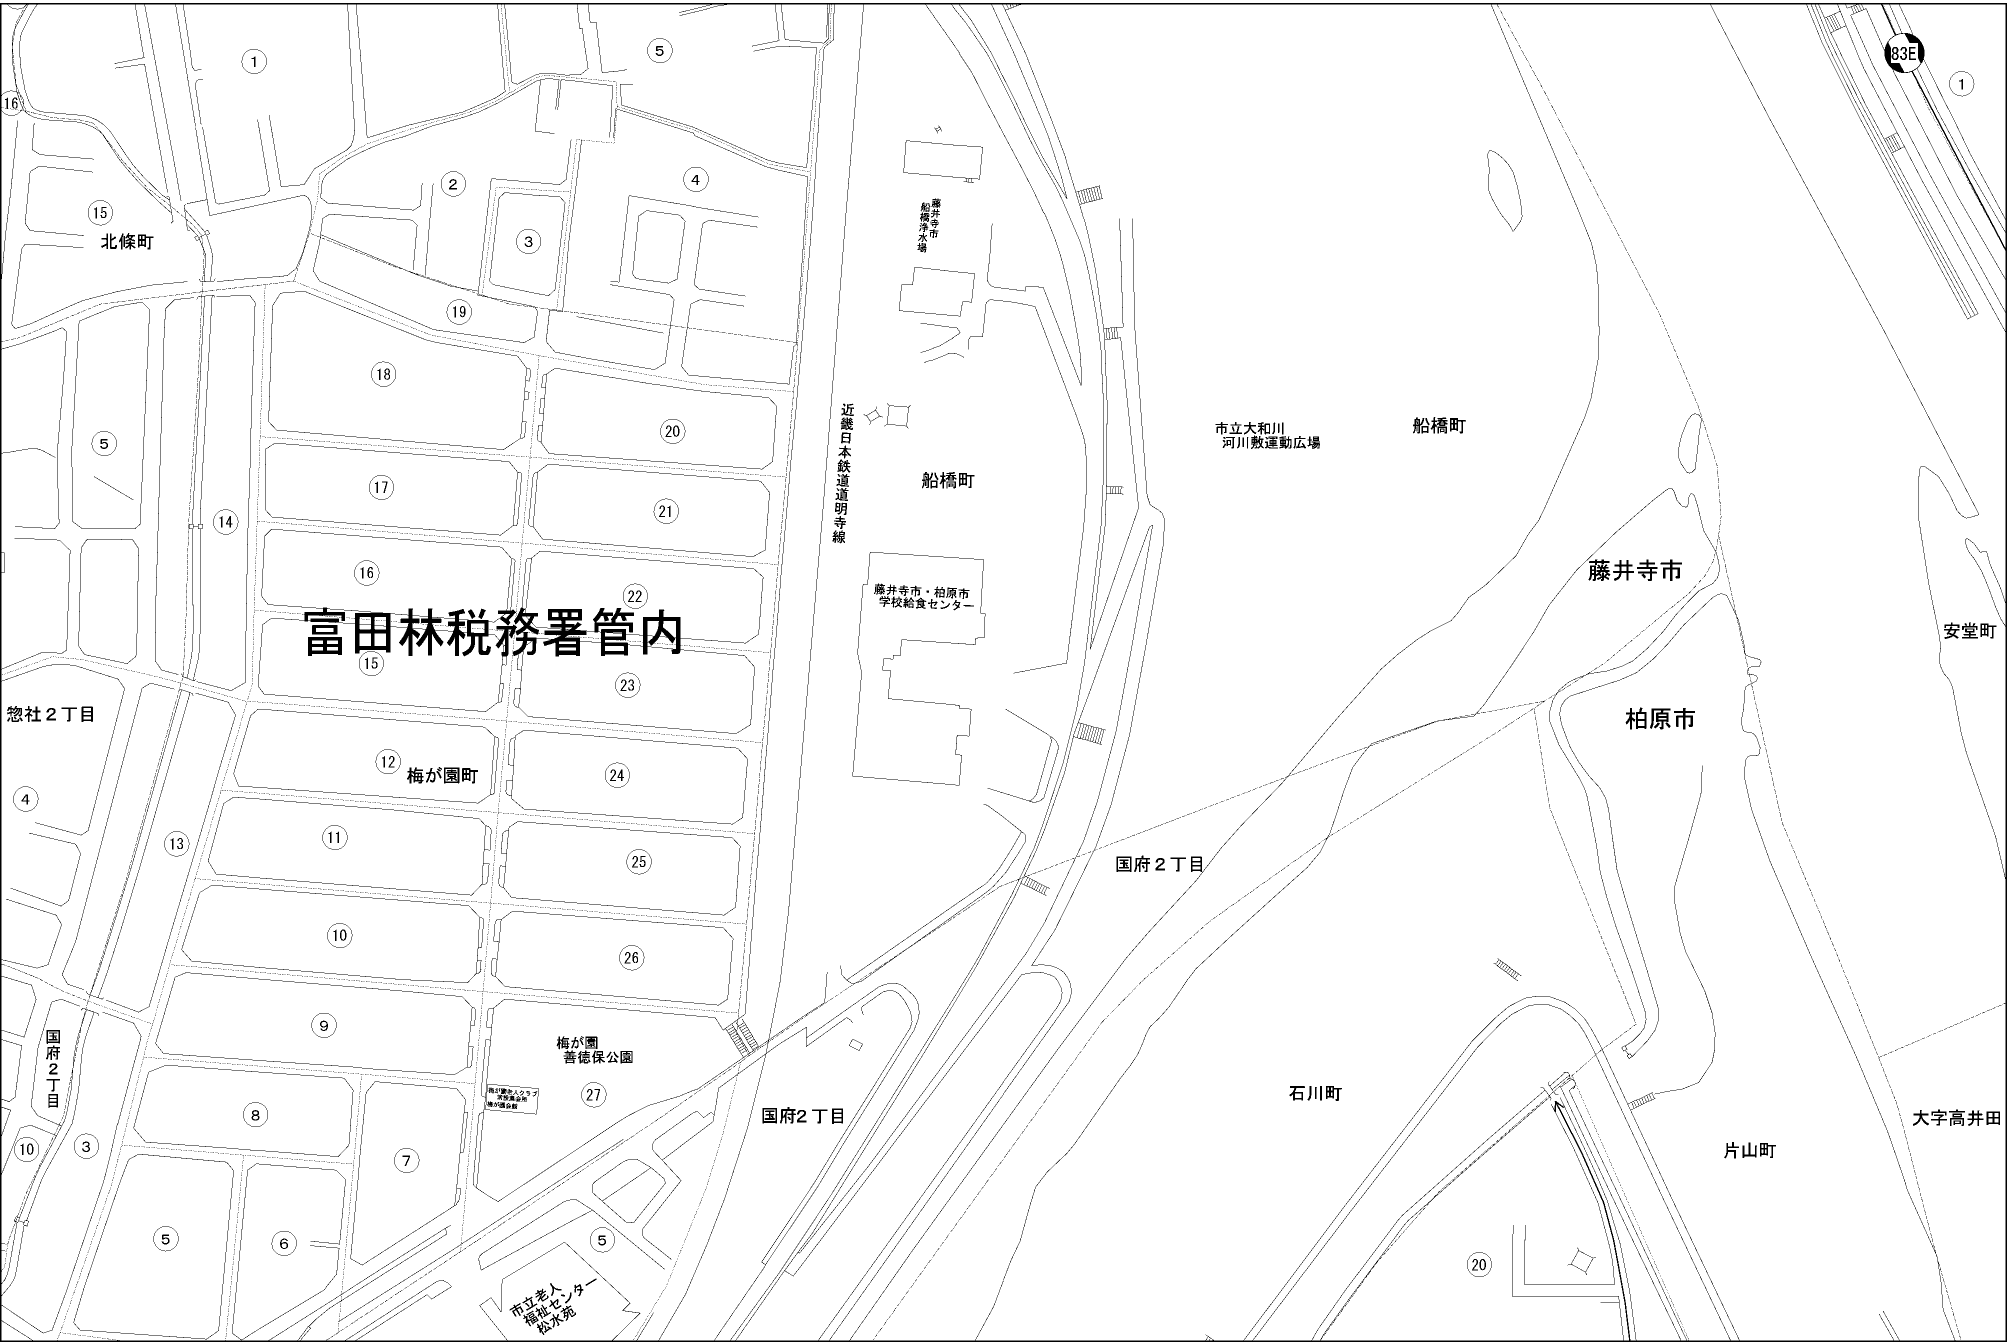 1
5
83E
1
16
2
4
15
北條町
3
藤井寺市
船橋浄水場
19
18
20
近畿日本鉄道道明寺線
市立大和川
河川敷運動広場
船橋町
5
17
船橋町
21
14
16
22
藤井寺市・柏原市
学校給食センター
藤井寺市
富田林税務署管内
安堂町
15
23
惣社２丁目
柏原市
12
梅が園町
24
4
13
11
25
国府２丁目
10
26
9
梅が園
善徳保公園
国府２丁目
27
石川町
8
国府２丁目
大字高井田
10
3
7
片山町
5
6
5
20
市立老人
福祉センター
松水苑